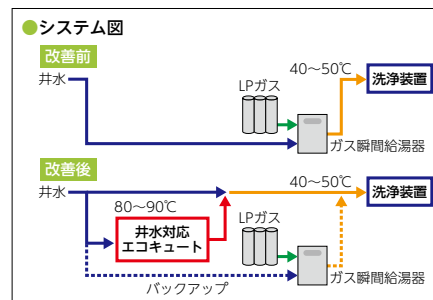 ●システム図
改善前
井水
LPガス
40～50℃
洗浄装置
ガス瞬間給湯器
改善後
井水
80～90℃
井水対応
エコキュート
LPガス
40～50℃
洗浄装置
ガス瞬間給湯器
バックアップ